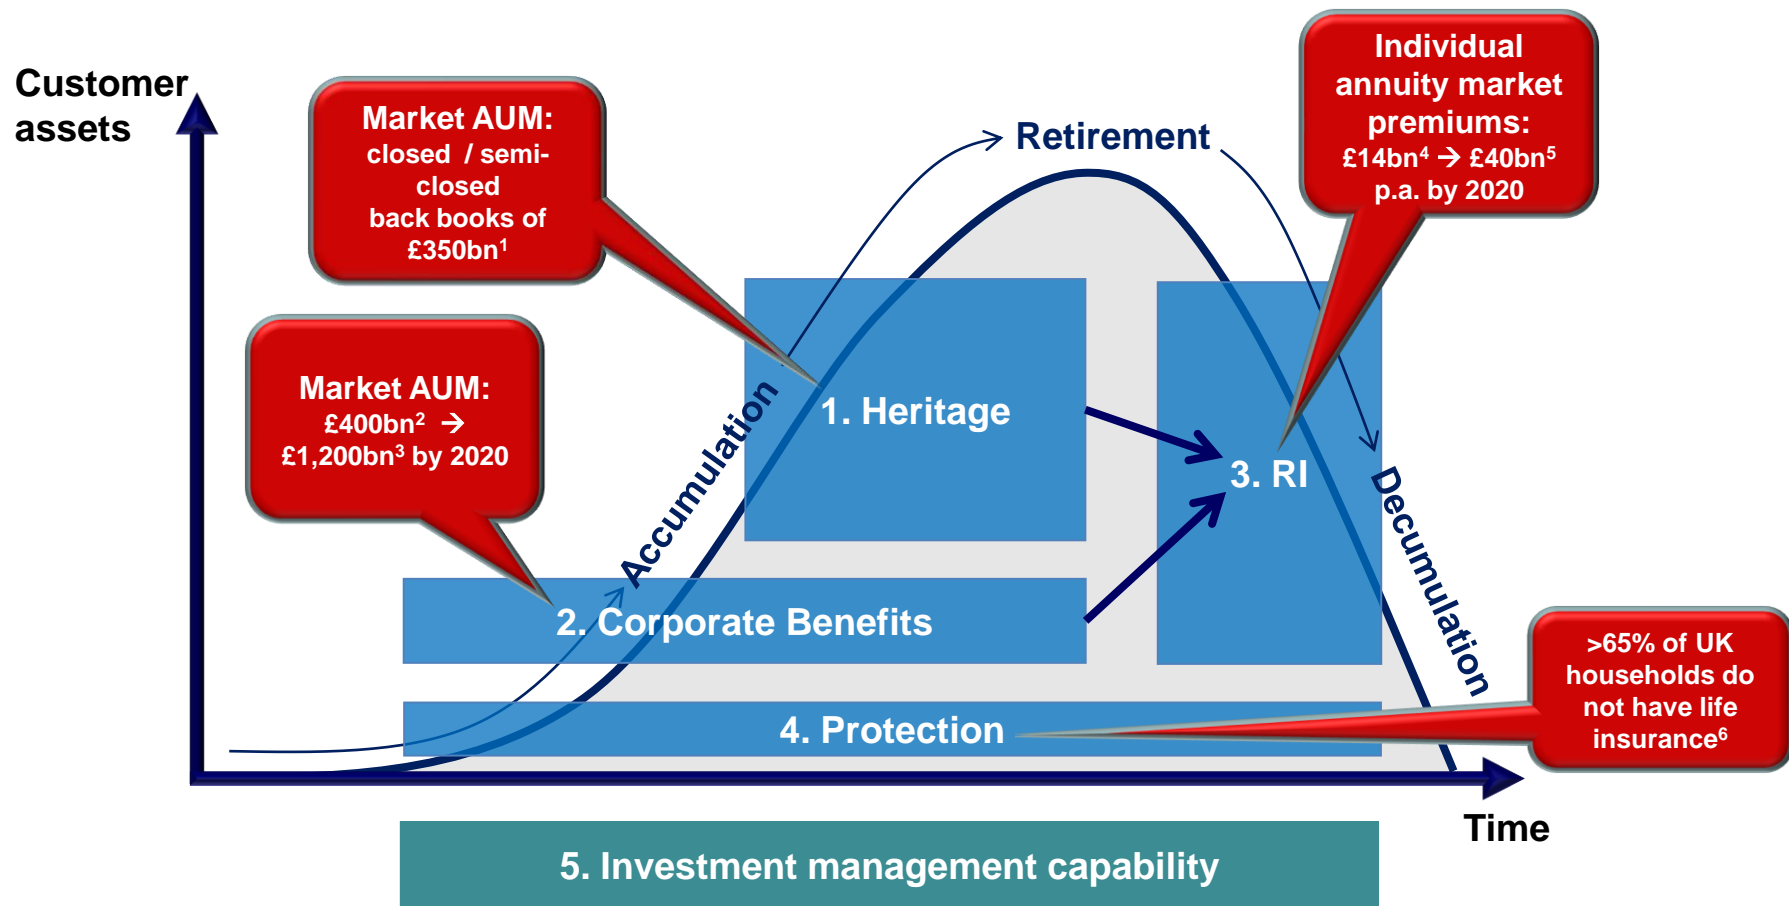 Customer
assets
Market AUM:
closed / semi-
closed
back books of
£350bn¹
Retirement
Individual
annuity market
premiums:
£14bn⁴ → £40bn⁵
p.a. by 2020
Market AUM:
£400bn² →
£1,200bn³ by 2020
Accumulation
1. Heritage
3. RI
Decumulation
2. Corporate Benefits
4. Protection
>65% of UK
households do
not have life
insurance⁶
Time
5. Investment management capability